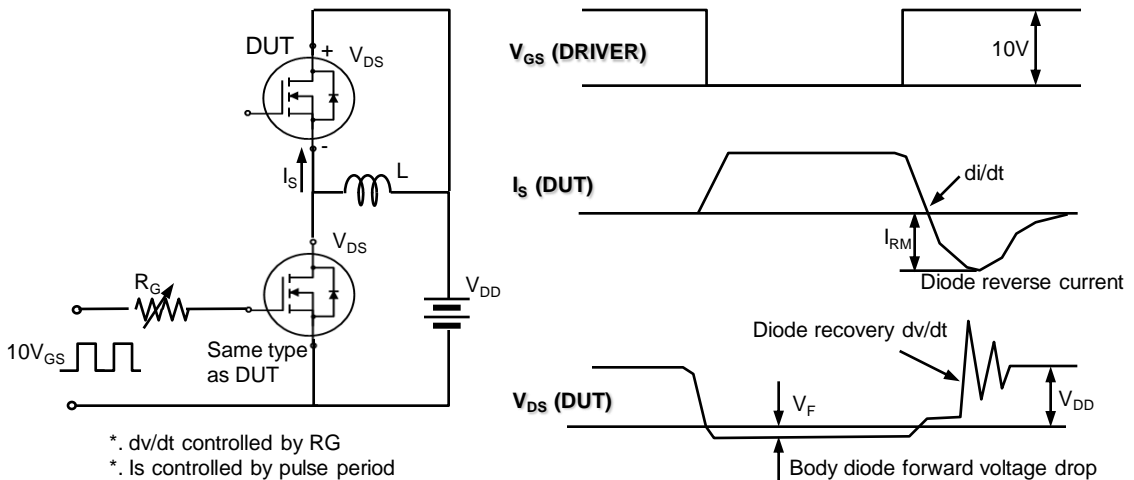 DUT
+
V_DS
-
I_S
L
V_DS
R_G
V_DD
10V_GS
Same type
as DUT
*. dv/dt controlled by RG
*. Is controlled by pulse period
V_GS (DRIVER)
10V
I_S (DUT)
di/dt
I_RM
Diode reverse current
Diode recovery dv/dt
V_DS (DUT)
V_F
V_DD
Body diode forward voltage drop